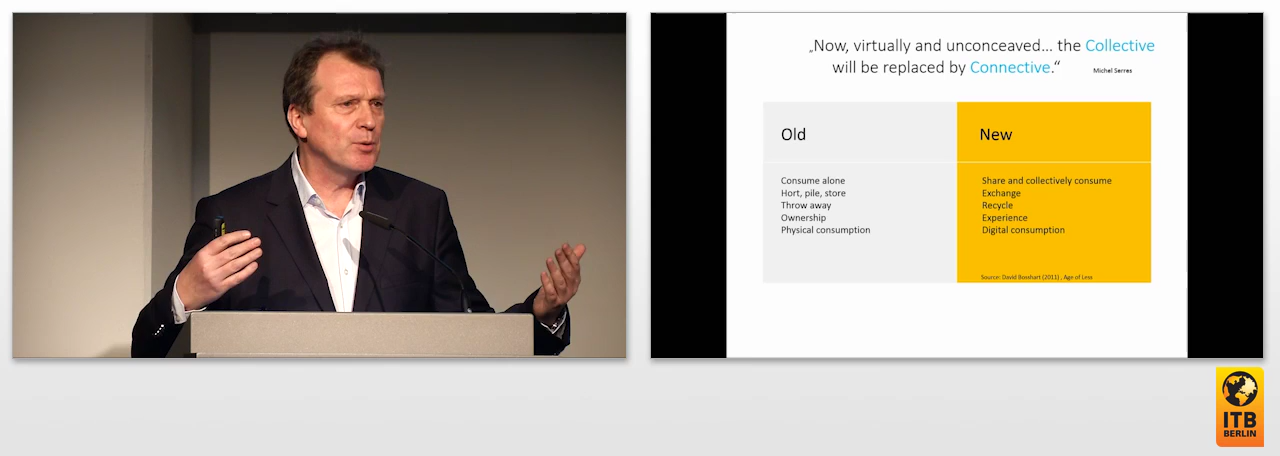 „Now, virtually and unconceaved... the Collective
will be replaced by Connective.“
Michel Serres
Old
New
Consume alone
Hort, pile, store
Throw away
Ownership
Physical consumption
Share and collectively consume
Exchange
Recycle
Experience
Digital consumption
Source: David Bosshart (2011) , Age of Less
ITB
BERLIN